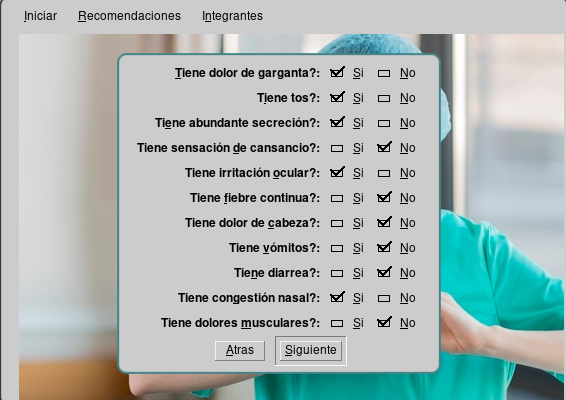 Iniciar Recomendaciones Integrantes
Tiene dolor de garganta?: Si No
Tiene tos?: Si No
Tiene abundante secreción?: Si No
Tiene sensación de cansancio?: Si No
Tiene irritación ocular?: Si No
Tiene fiebre continua?: Si No
Tiene dolor de cabeza?: Si No
Tiene vómitos?: Si No
Tiene diarrea?: Si No
Tiene congestión nasal?: Si No
Tiene dolores musculares?: Si No
Atras Siguiente